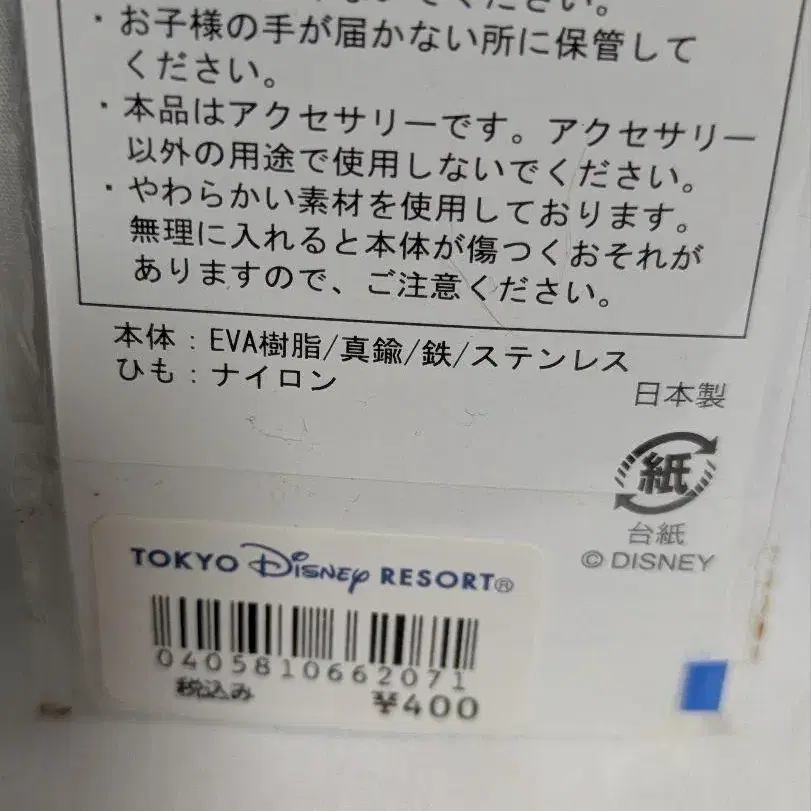 ください。
・お子様の手が届かない所に保管して
ください。
・本品はアクセサリーです。アクセサリー
以外の用途で使用しないでください。
・やわらかい素材を使用しております。
無理に入れると本体が傷つくおそれが
ありますので、ご注意ください。
本体：EVA樹脂/真鍮/鉄/ステンレス
ひも：ナイロン
日本製
紙
台紙
© DISNEY
TOKYO Disney RESORT®
0405810662071
税込み ¥400